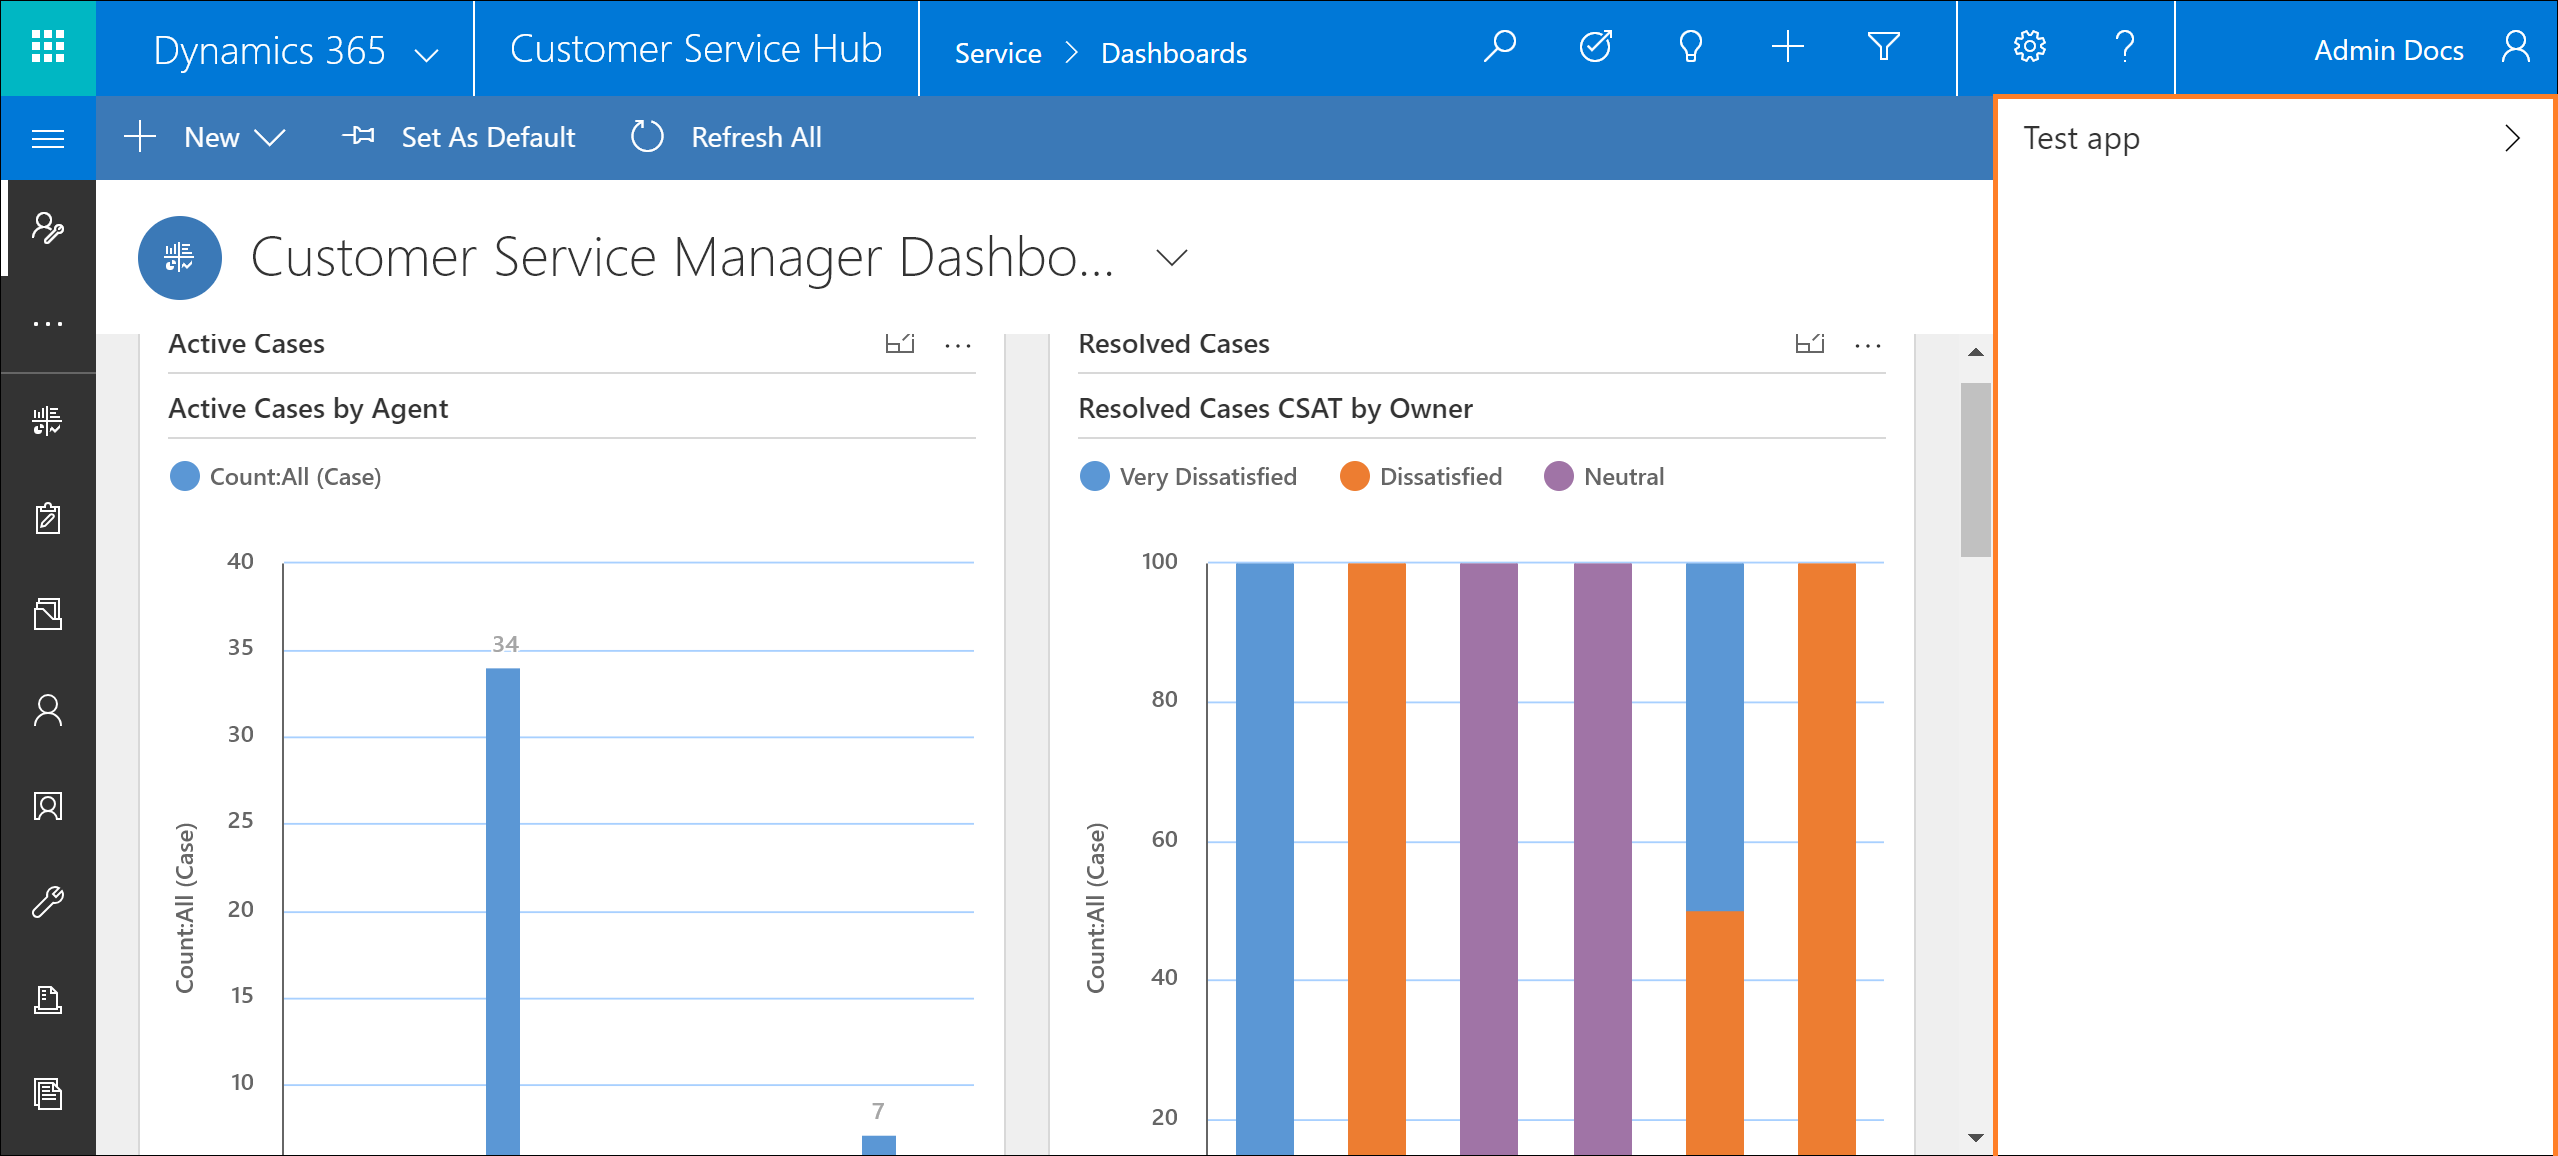 Dynamics 365
Customer Service Hub
Service > Dashboards
Admin Docs
New
Set As Default
Refresh All
Test app
Customer Service Manager Dashbo...
Active Cases
Active Cases by Agent
Count:All (Case)
40
35
30
25
20
15
10
Count:All (Case)
34
7
Resolved Cases
Resolved Cases CSAT by Owner
Very Dissatisfied
Dissatisfied
Neutral
100
80
60
40
20
Count:All (Case)